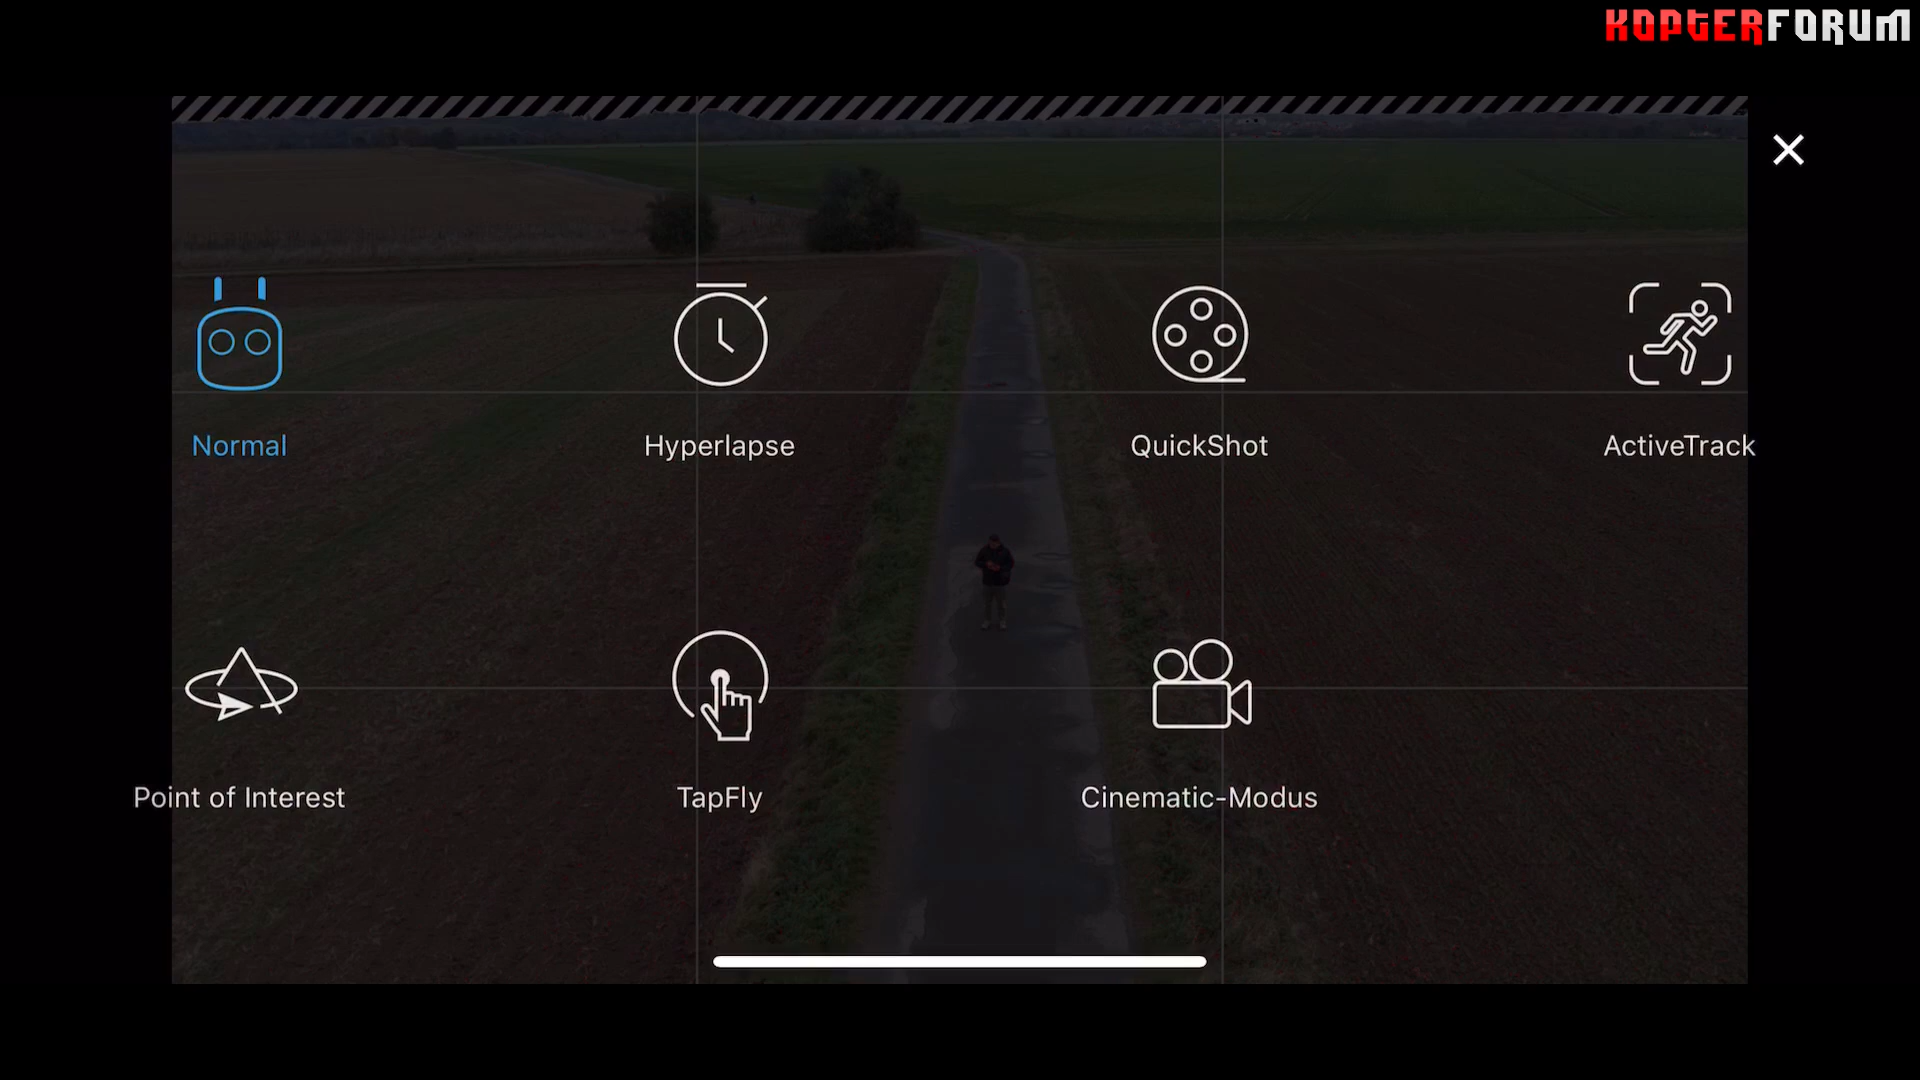 KOPTERFORUM
Normal
Hyperlapse
QuickShot
ActiveTrack
Point of Interest
TapFly
Cinematic-Modus